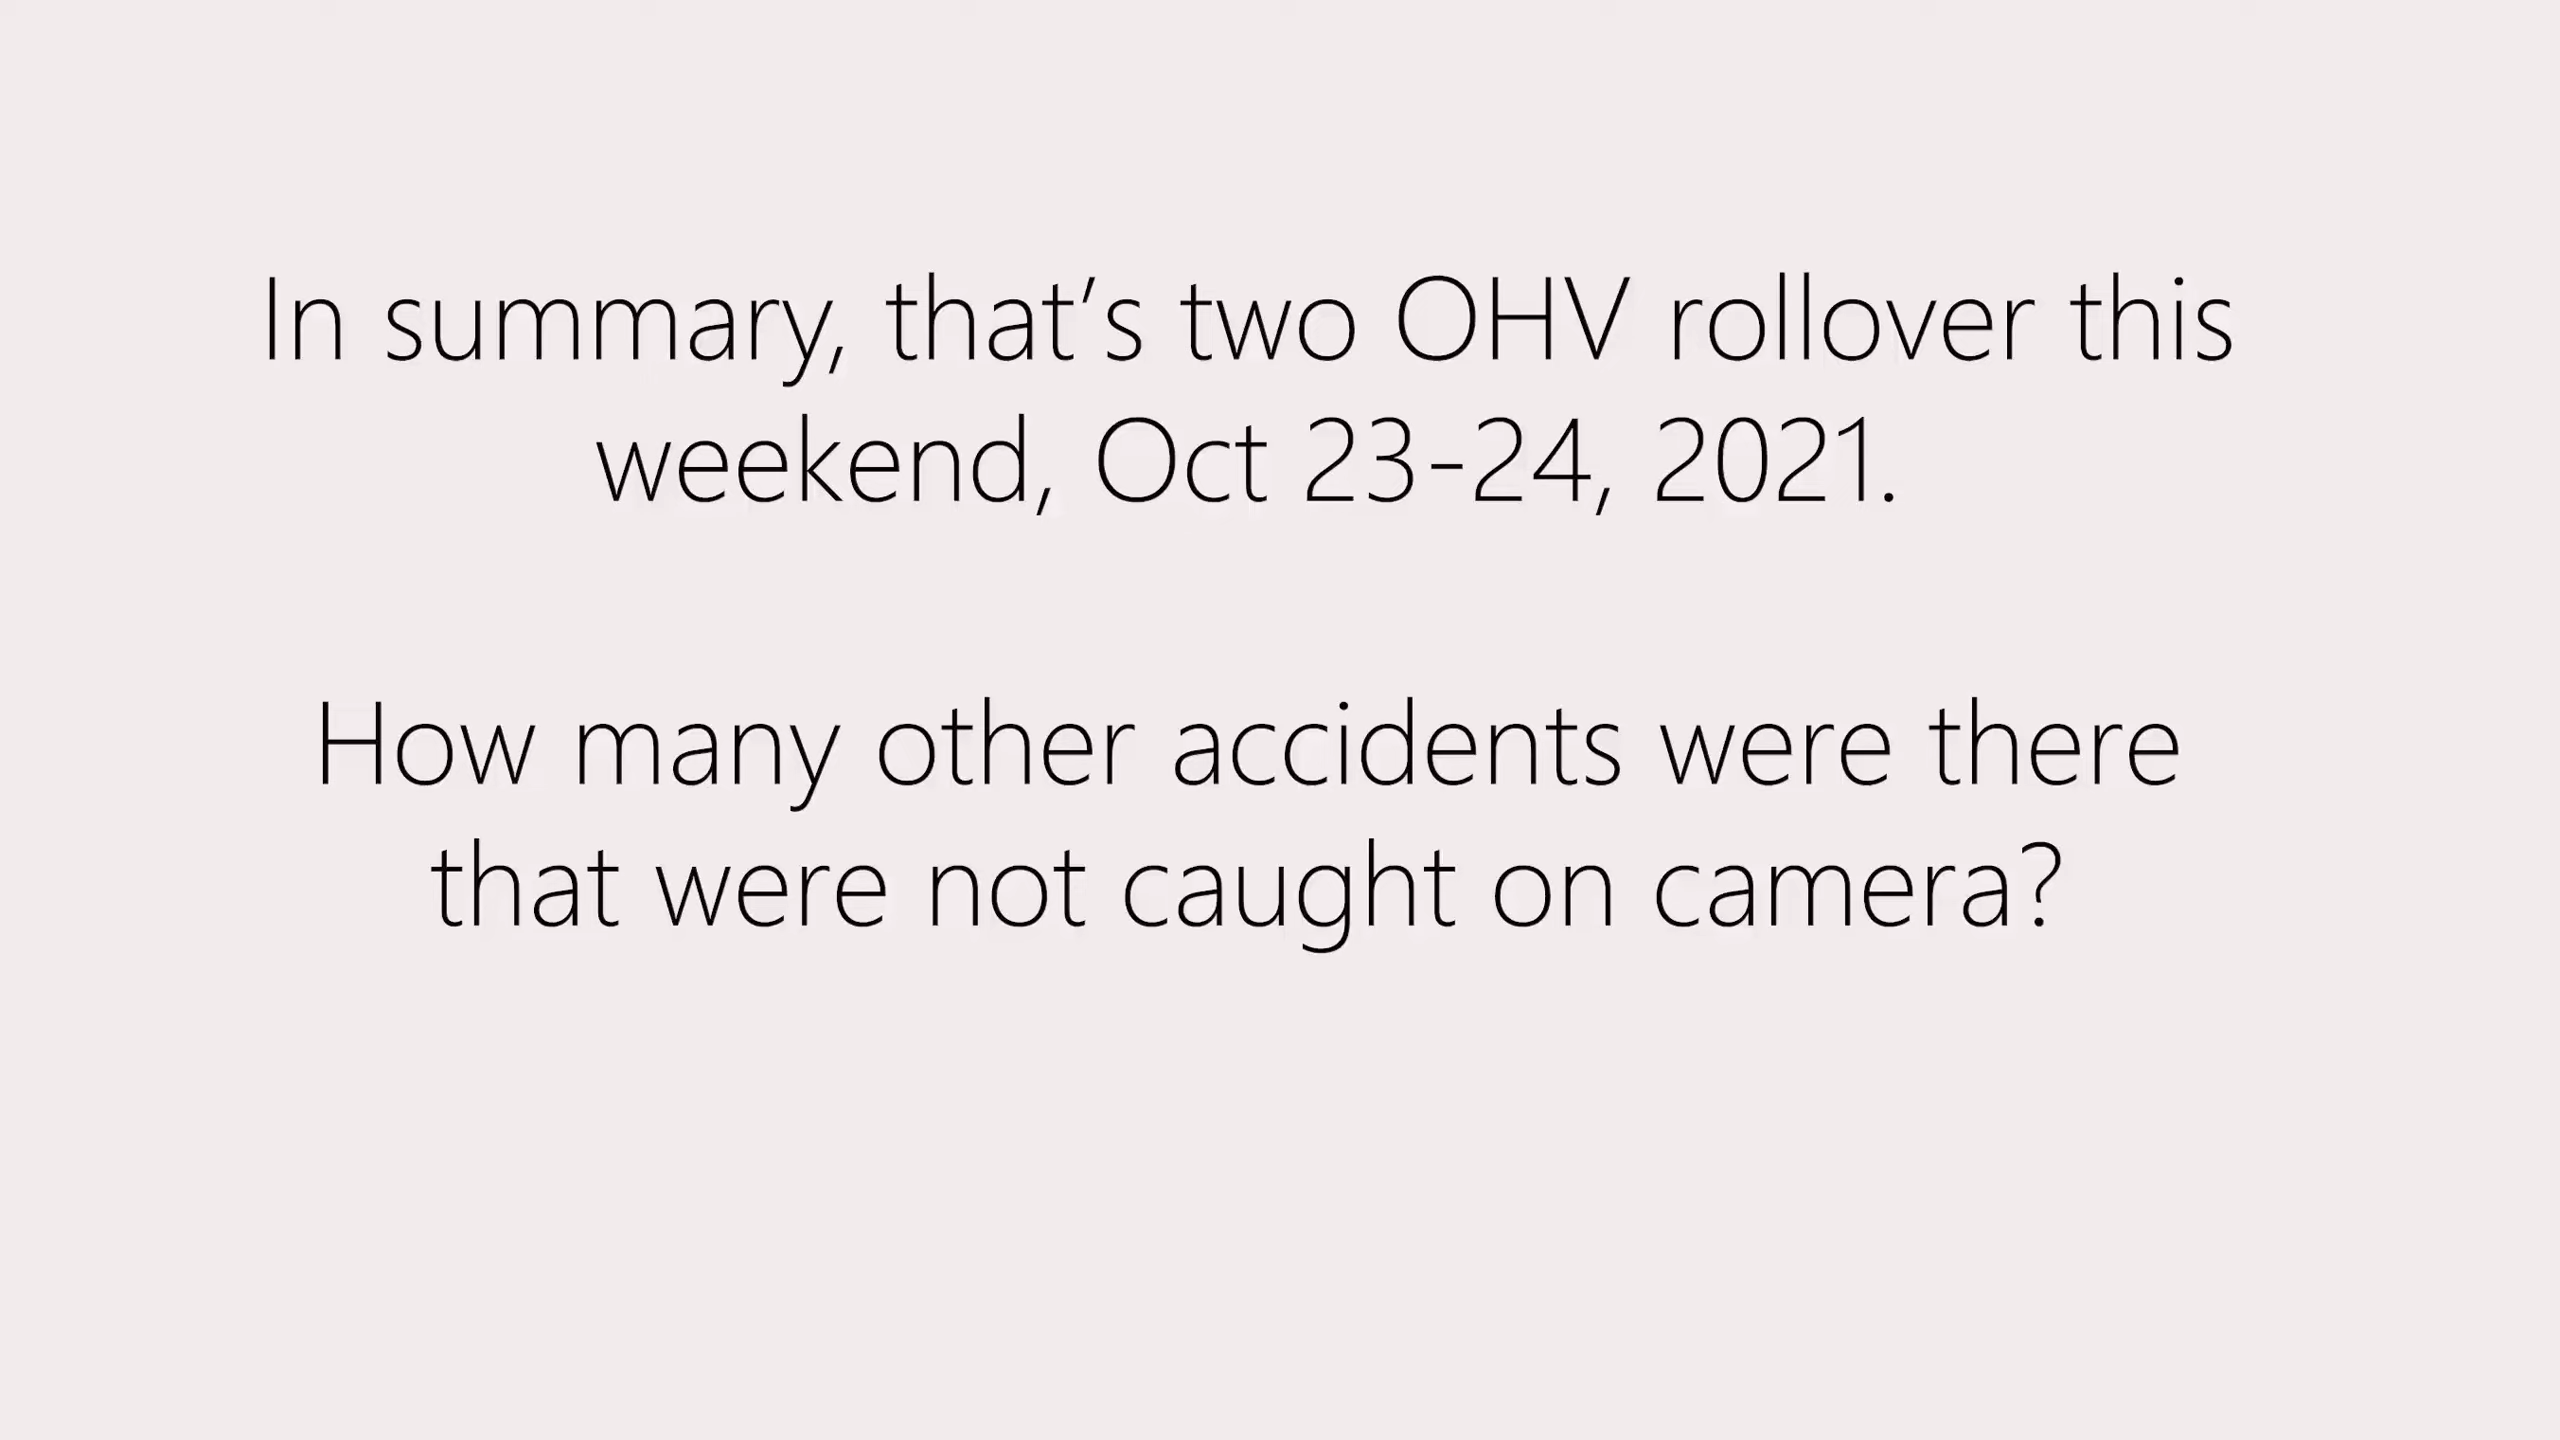 In summary, that’s two OHV rollover this
weekend, Oct 23-24, 2021.
How many other accidents were there
that were not caught on camera?